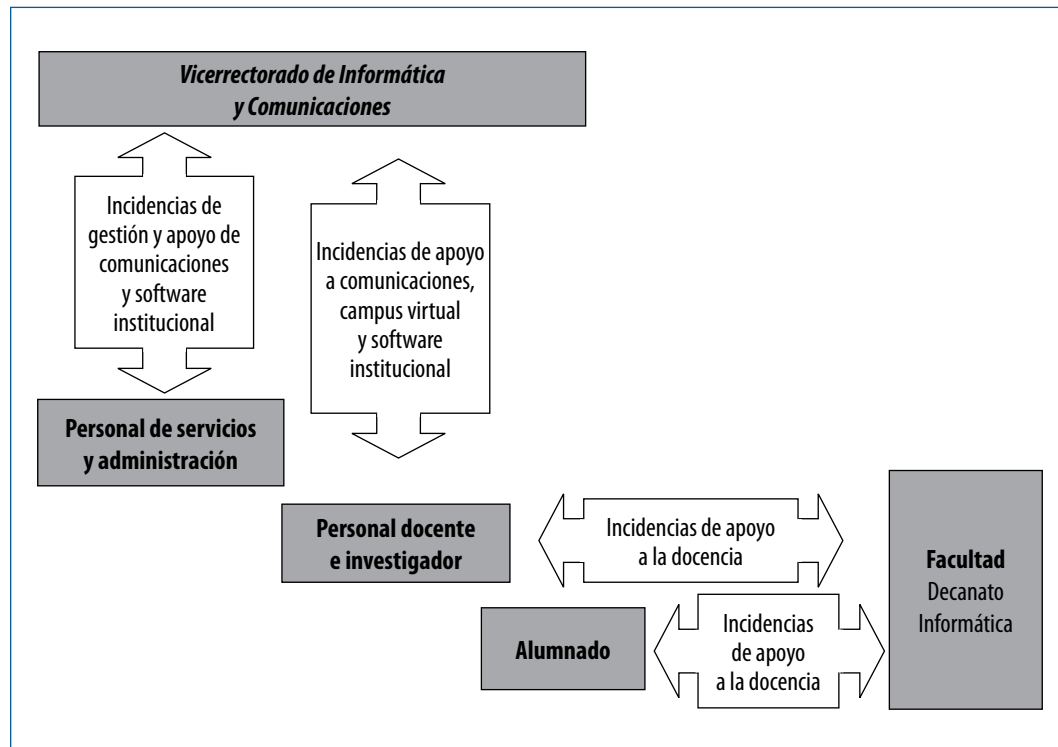 Vicerrectorado de Informática
y Comunicaciones
Incidencias de
gestión y apoyo de
comunicaciones
y software
institucional
Incidencias de apoyo
a comunicaciones,
campus virtual
y software
institucional
Personal de servicios
y administración
Personal docente
e investigador
Incidencias de apoyo
a la docencia
Facultad
Decanato
Informática
Alumnado
Incidencias
de apoyo
a la docencia